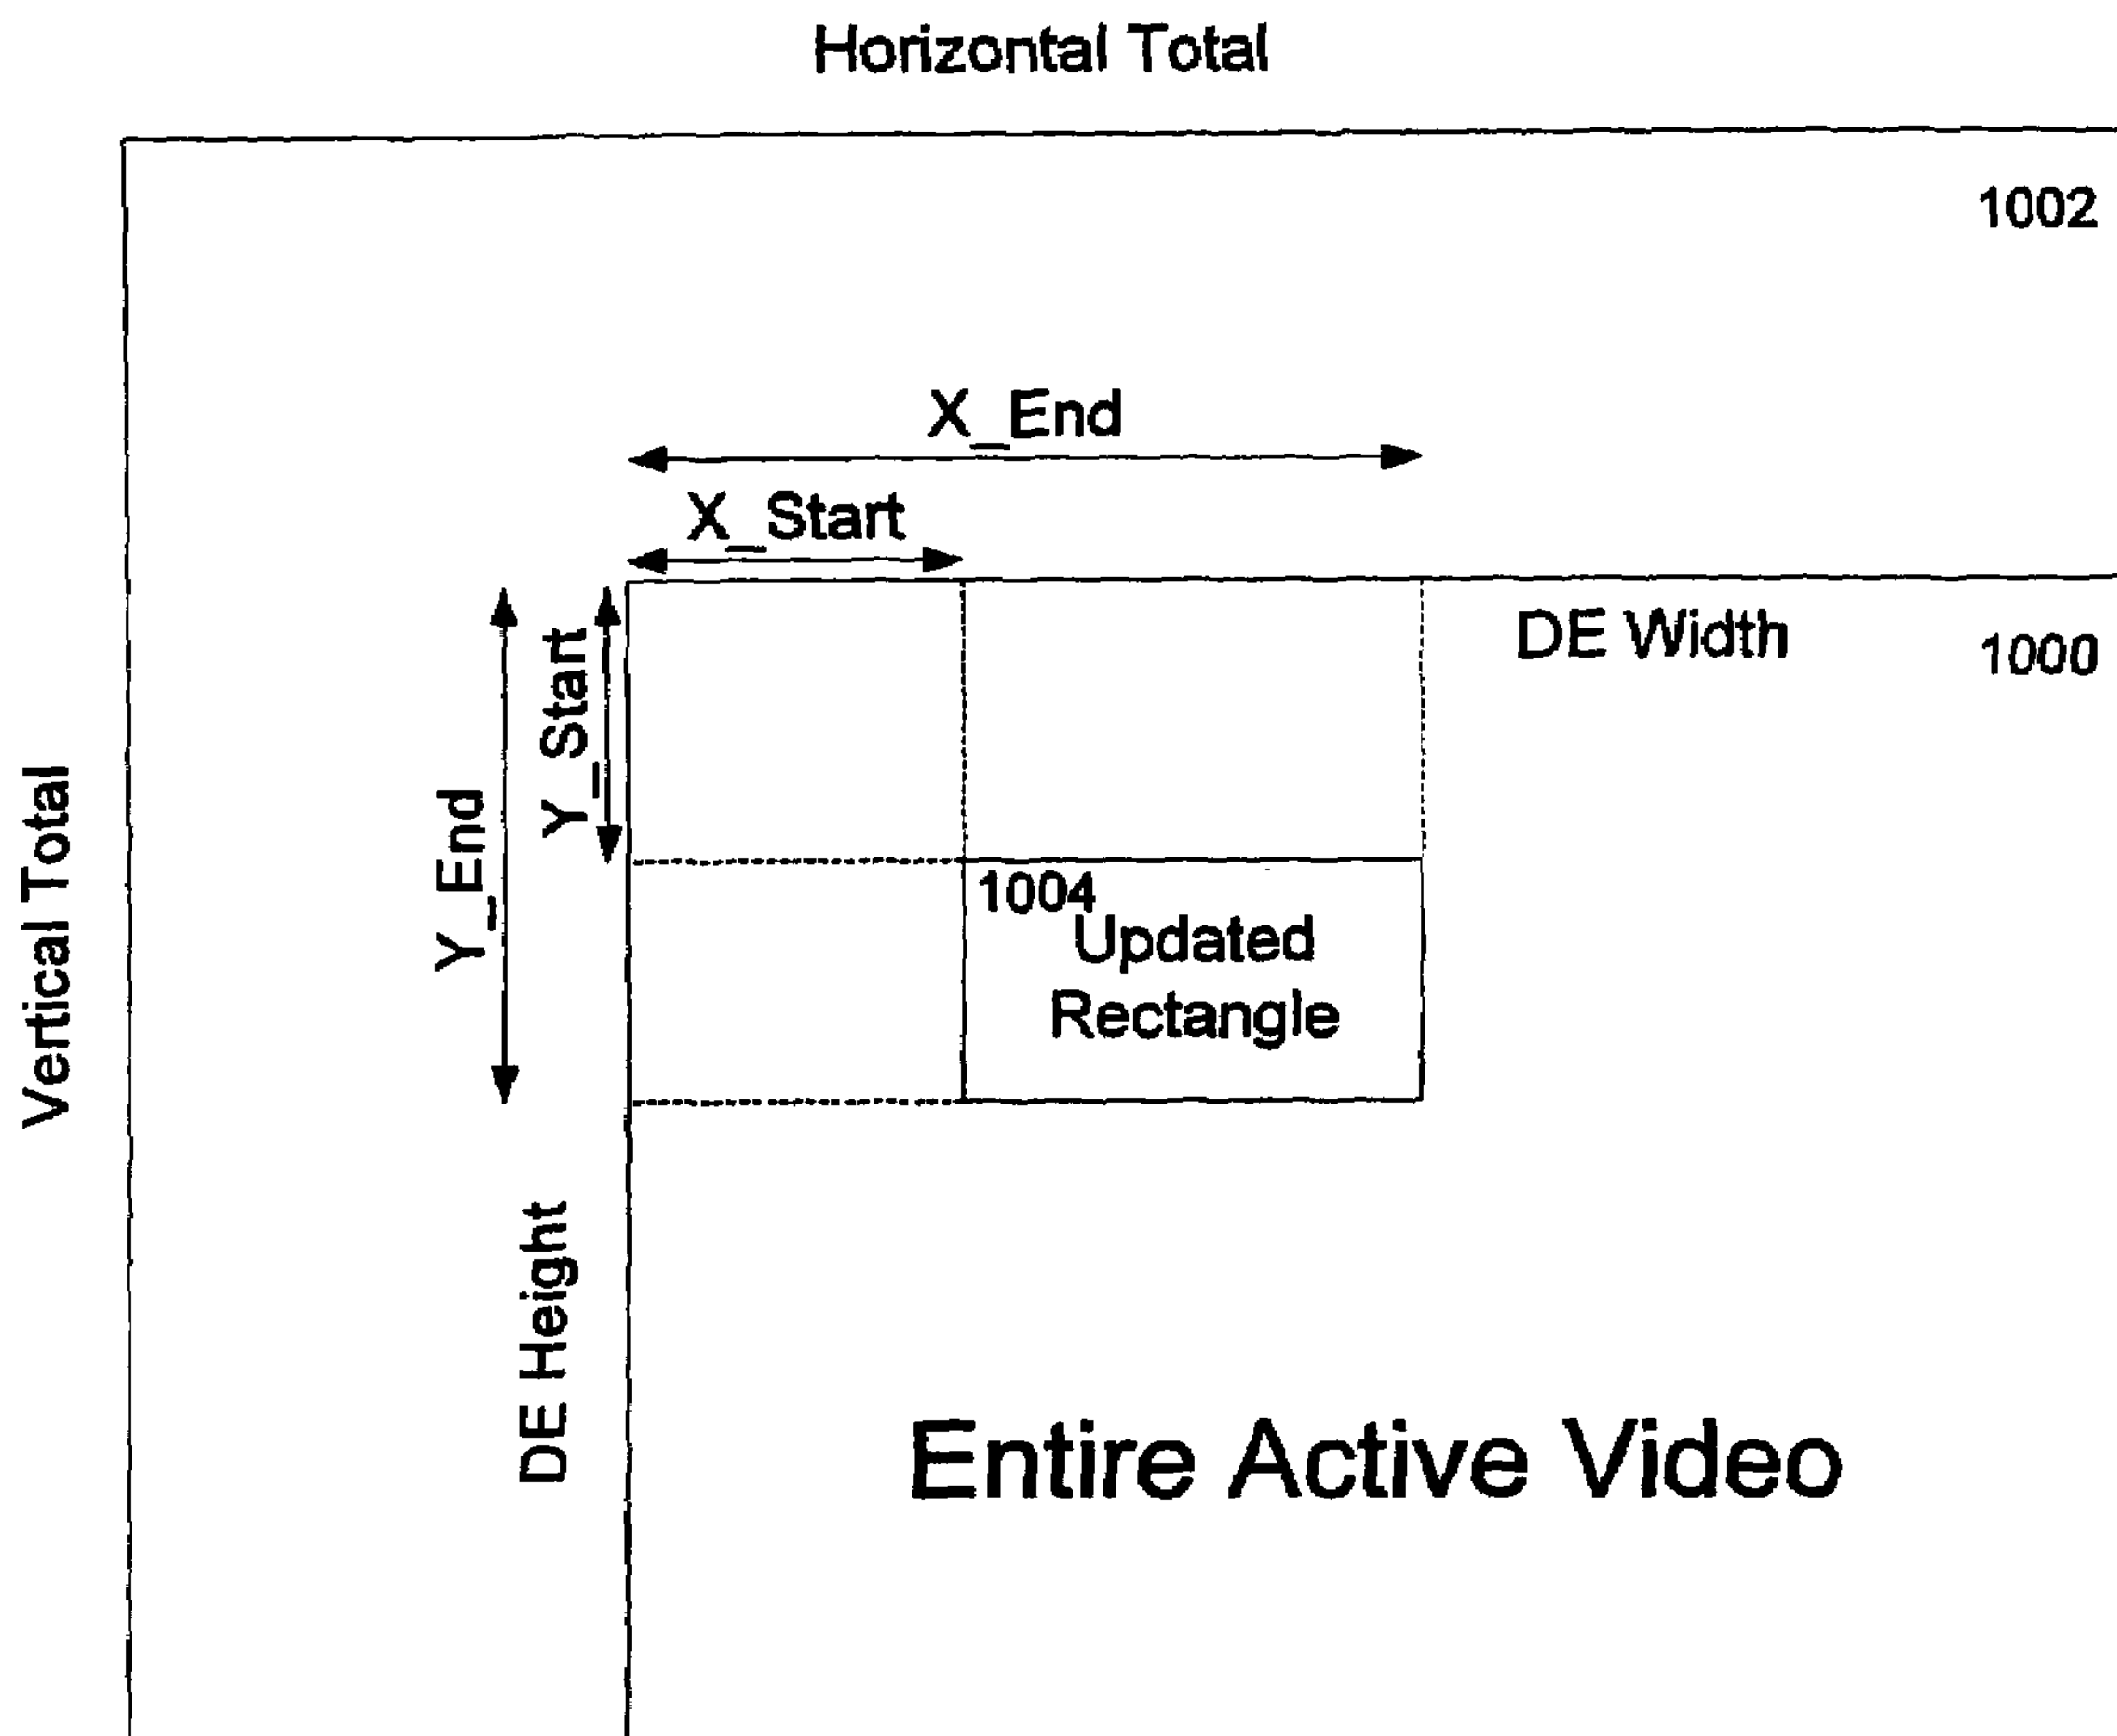 Horizontal Total
1002
X_End
X_Start
DE Width
1000
Y_Start
Y_End
Vertical Total
1004
Updated
Rectangle
DE Height
Entire Active Video